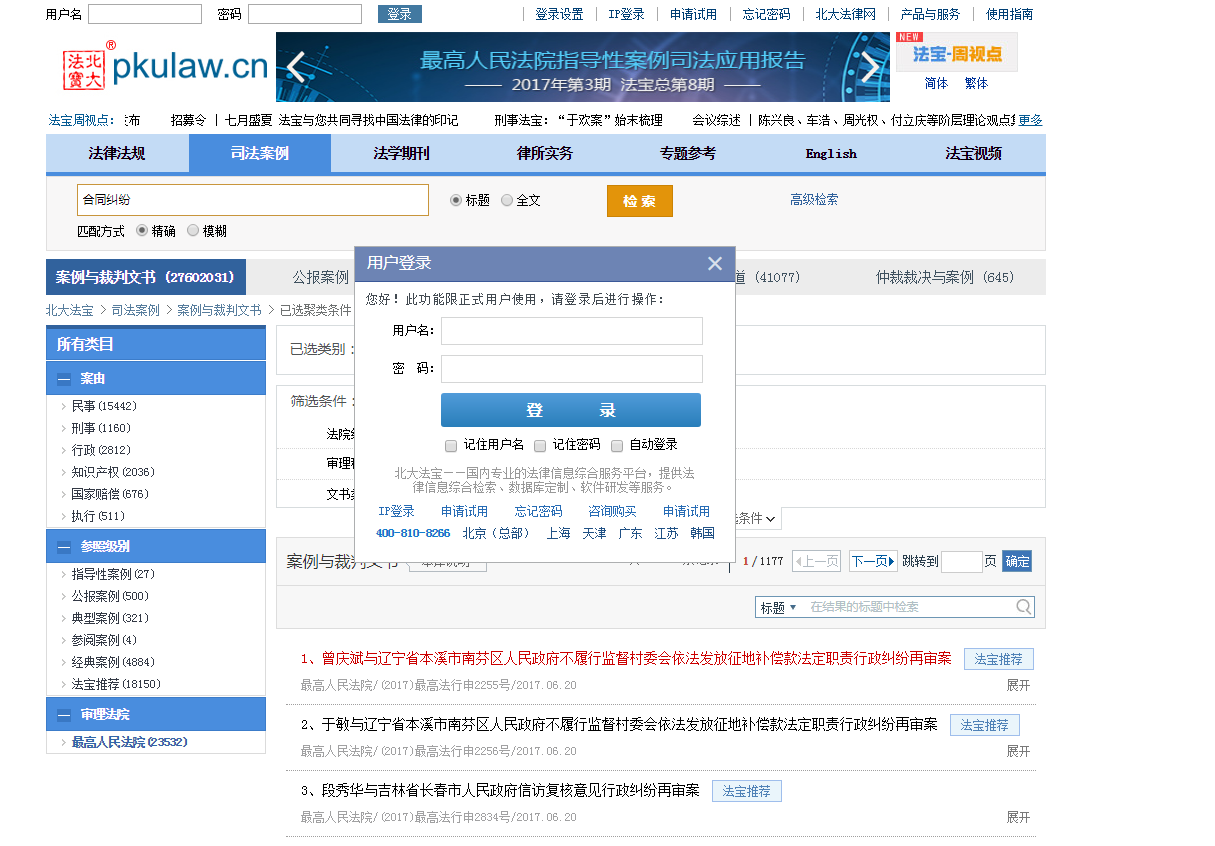 用户名 密码 登录 登录设置 IP登录 申请试用 忘记密码 北大法律网 产品与服务 使用指南
北大法宝 ® pkulaw.cn
最高人民法院指导性案例司法应用报告
2017年第3期 法宝总第8期
NEW
法宝-周视点
简体 繁体
法宝周视点： 布 招募令 | 七月盛夏 法宝与您共同寻找中国法律的印记 刑事法宝：“于欢案”始末梳理 会议综述 | 陈兴良、车浩、周光权、付立庆等阶层理论观点 更多
法律法规 司法案例 法学期刊 律所实务 专题参考 English 法宝视频
合同纠纷 标题 全文 检索 高级检索
匹配方式 精确 模糊
案例与裁判文书 (27602031) 公报案例 道 (41077) 仲裁裁决与案例 (645)
北大法宝 > 司法案例 > 案例与裁判文书 > 已选聚类条件
用户登录
您好！此功能限正式用户使用，请登录后进行操作：
用户名：
密 码：
登 录
记住用户名 记住密码 自动登录
北大法宝——国内专业的法律信息综合服务平台，提供法
律信息综合检索、数据库定制、软件研发等服务。
IP登录 申请试用 忘记密码 咨询购买 申请试用
400-810-8266 北京（总部） 上海 天津 广东 江苏 韩国
所有类目
案由
民事(15442)
刑事(1160)
行政(2812)
知识产权(2036)
国家赔偿(676)
执行(511)
参照级别
指导性案例(27)
公报案例(500)
典型案例(321)
参阅案例(4)
经典案例(4884)
法宝推荐(18150)
审理法院
最高人民法院(23532)
已选类别：
筛选条件：
法院
审理
文书
条件
案例与裁判文书 本库说明 1/1177 上一页 下一页 跳转到 页 确定
标题 在结果的标题中检索
1、曾庆斌与辽宁省本溪市南芬区人民政府不履行监督村委会依法发放征地补偿款法定职责行政纠纷再审案 法宝推荐
最高人民法院/(2017)最高法行申2255号/2017.06.20 展开
2、于敏与辽宁省本溪市南芬区人民政府不履行监督村委会依法发放征地补偿款法定职责行政纠纷再审案 法宝推荐
最高人民法院/(2017)最高法行申2256号/2017.06.20 展开
3、段秀华与吉林省长春市人民政府信访复核意见行政纠纷再审案 法宝推荐
最高人民法院/(2017)最高法行申2834号/2017.06.20 展开